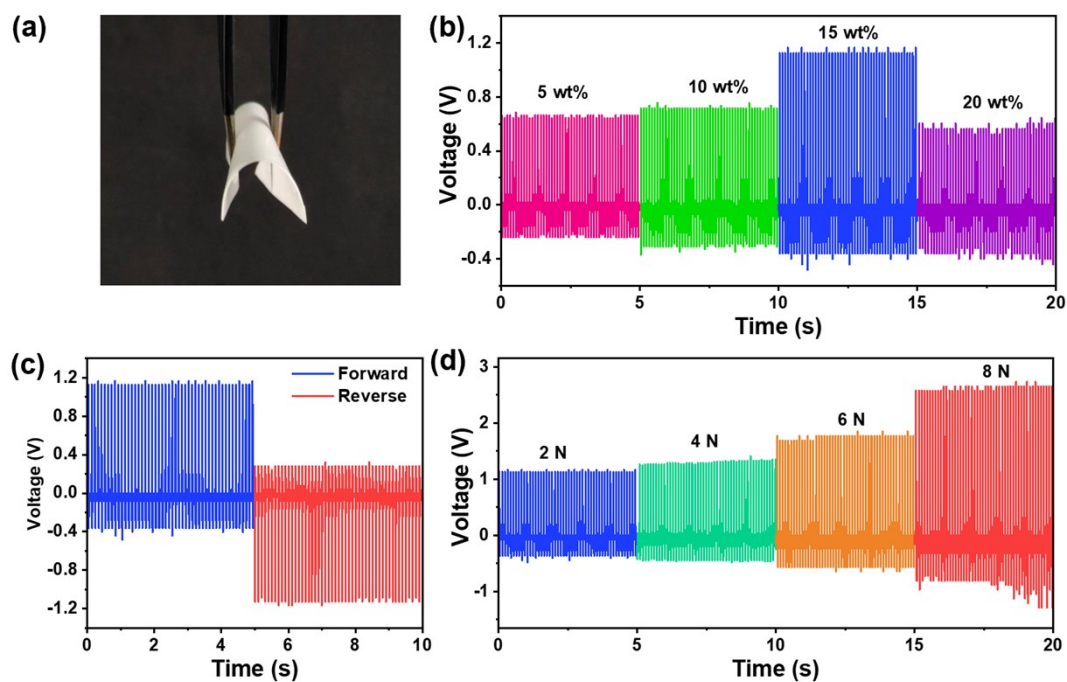 (a)
(b)
1.2
0.8
0.4
0.0
-0.4
Voltage (V)
5 wt%
10 wt%
15 wt%
20 wt%
0
5
10
15
20
Time (s)
(c)
1.2
0.8
0.4
0.0
-0.4
-0.8
-1.2
Voltage (V)
Forward
Reverse
0
2
4
6
8
10
Time (s)
(d)
3
2
1
0
-1
Voltage (V)
2 N
4 N
6 N
8 N
0
5
10
15
20
Time (s)